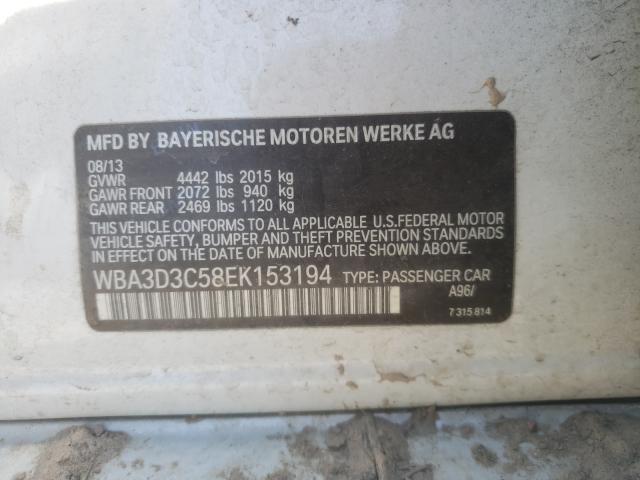 MFD BY BAYERISCHE MOTOREN WERKE AG
08/13
GVWR 4442 lbs 2015 kg
GAWR FRONT 2072 lbs 940 kg
GAWR REAR 2469 lbs 1120 kg
THIS VEHICLE CONFORMS TO ALL APPLICABLE U.S.FEDERAL MOTOR
VEHICLE SAFETY, BUMPER AND THEFT PREVENTION STANDARDS
IN EFFECT ON THE DATE OF MANUFACTURE SHOWN ABOVE.
WBA3D3C58EK153194 TYPE: PASSENGER CAR
A96/
7 315 814